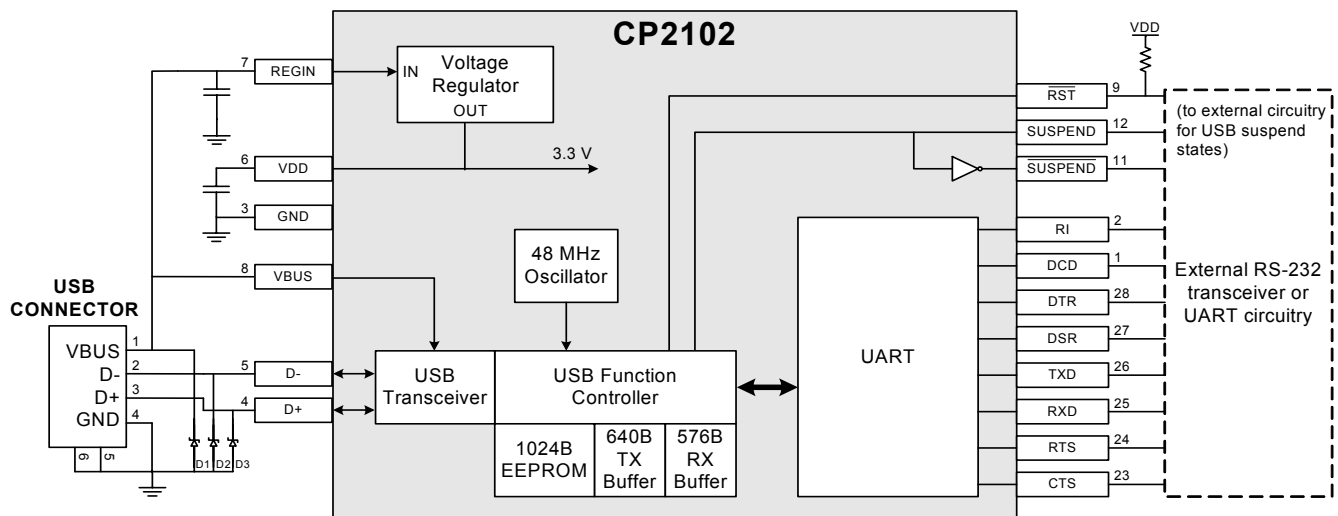 CP2102
VDD
7
REGIN
IN
Voltage
Regulator
OUT
RST
9
(to external circuitry
for USB suspend
states)
SUSPEND
12
6
VDD
3.3 V
SUSPEND
11
3
GND
RI
2
48 MHz
Oscillator
8
VBUS
DCD
1
External RS-232
transceiver or
UART circuitry
USB
CONNECTOR
DTR
28
VBUS
1
D-
2
D+
3
GND
4
6
5
D1
D2
D3
5
D-
4
D+
USB
Transceiver
USB Function
Controller
UART
DSR
27
TXD
26
RXD
25
1024B
EEPROM
640B
TX
Buffer
576B
RX
Buffer
RTS
24
CTS
23